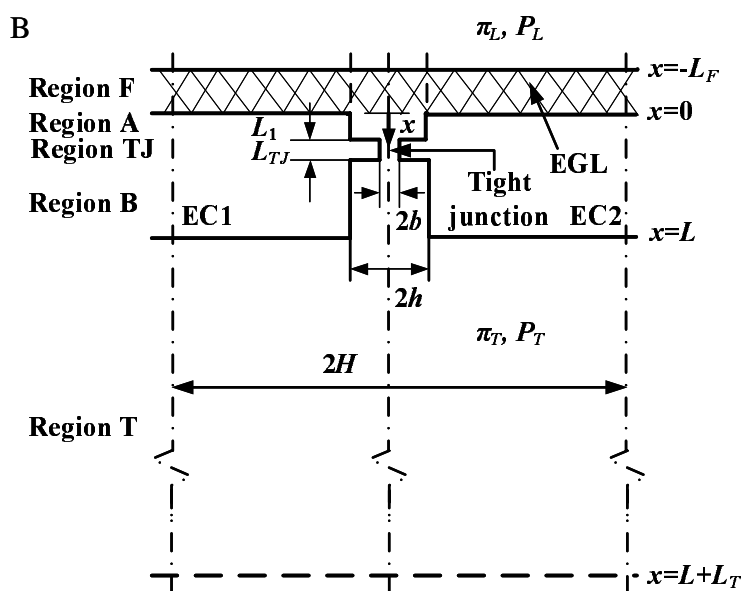 B
π_L, P_L
x=-L_F
Region F
x=0
Region A
L_1
x
Region TJ
L_TJ
EGL
Tight
junction
Region B
EC1
2b
EC2
x=L
2h
π_T, P_T
2H
Region T
x=L+L_T